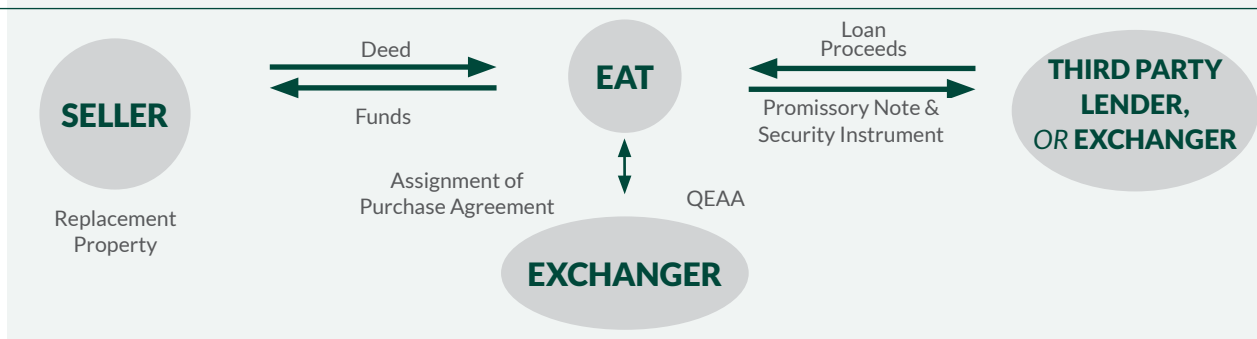 SELLER
Replacement
Property
Deed
Funds
EAT
Loan
Proceeds
Promissory Note &
Security Instrument
THIRD PARTY
LENDER,
OR EXCHANGER
Assignment of
Purchase Agreement
QEAA
EXCHANGER